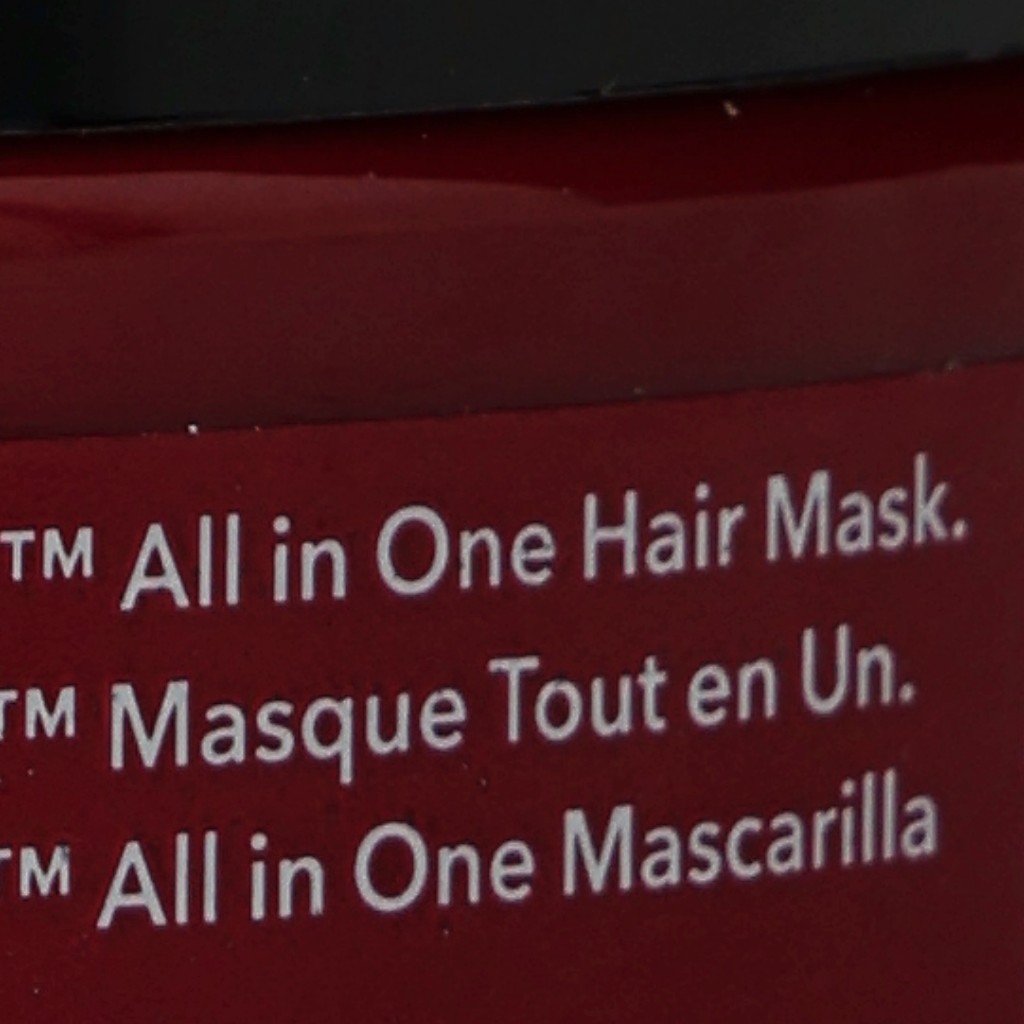 ™ All in One Hair Mask.
™ Masque Tout en Un.
™ All in One Mascarilla